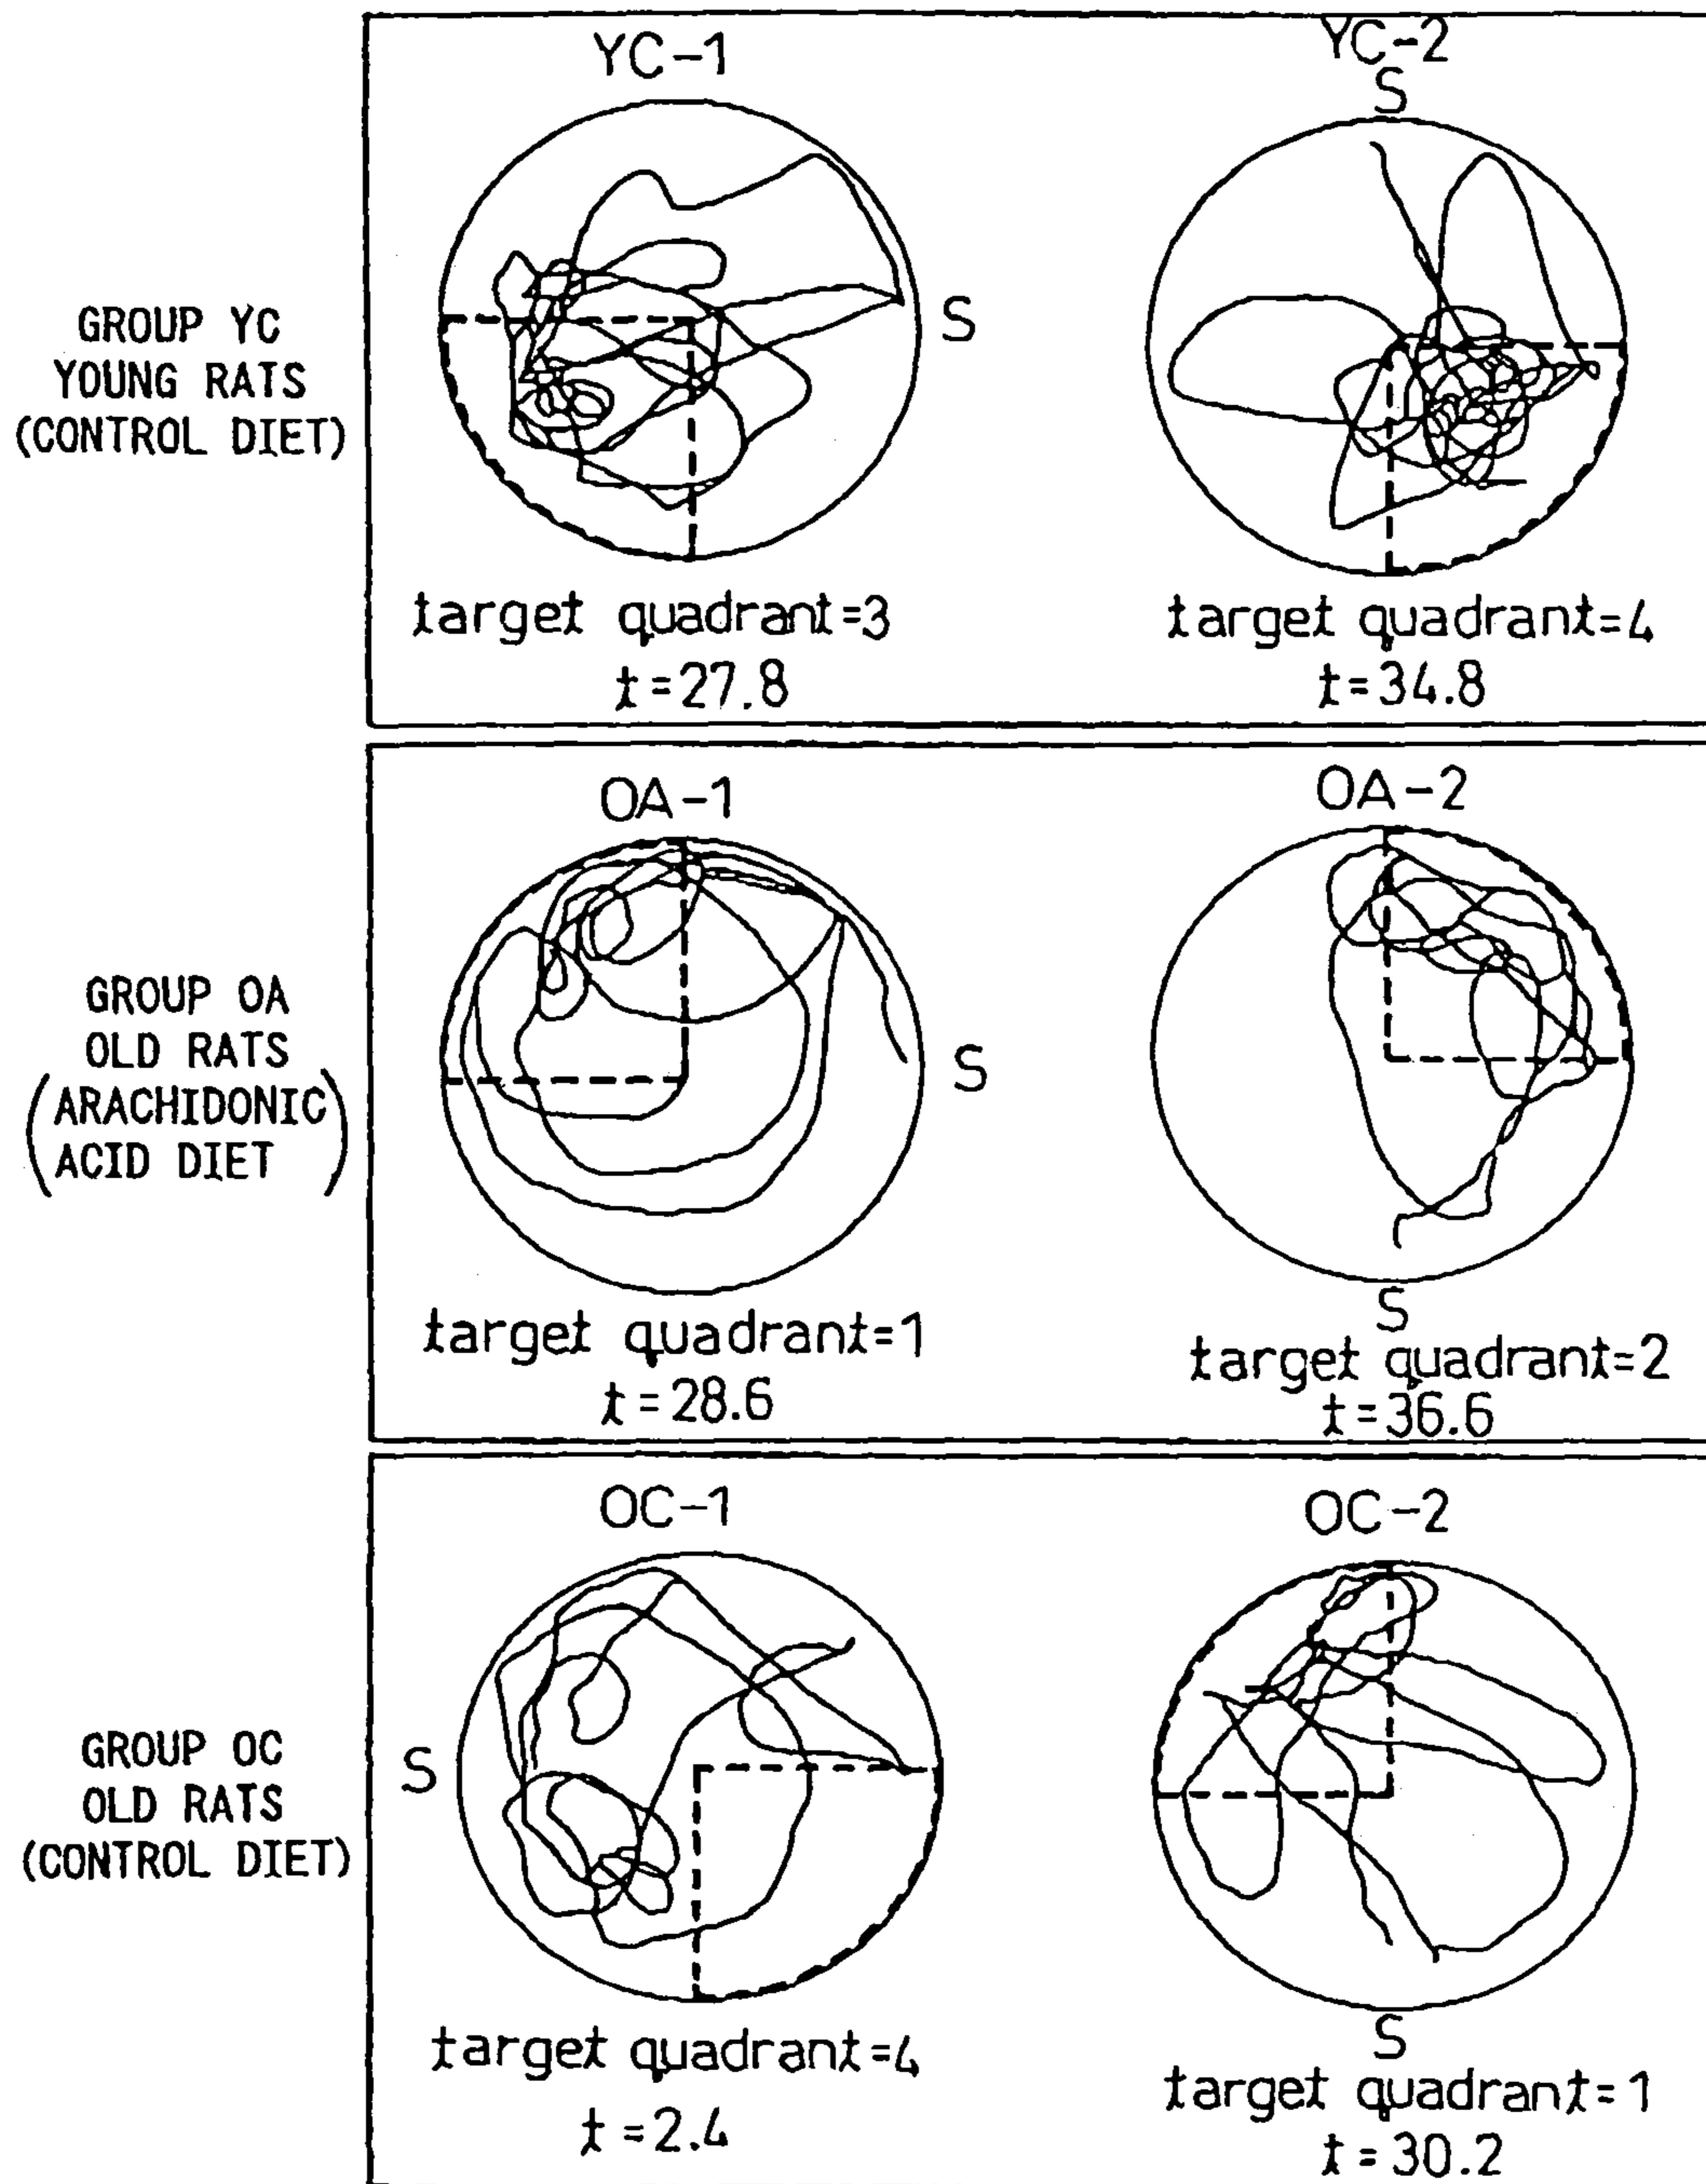 YC-1
YC-2
S
S
GROUP YC
YOUNG RATS
(CONTROL DIET)
target quadrant=3
t=27.8
target quadrant=4
t=34.8
OA-1
OA-2
GROUP OA
OLD RATS
(ARACHIDONIC
ACID DIET)
S
S
target quadrant=1
t=28.6
target quadrant=2
t=36.6
OC-1
OC-2
GROUP OC
OLD RATS
(CONTROL DIET)
S
S
target quadrant=4
t=2.4
target quadrant=1
t=30.2